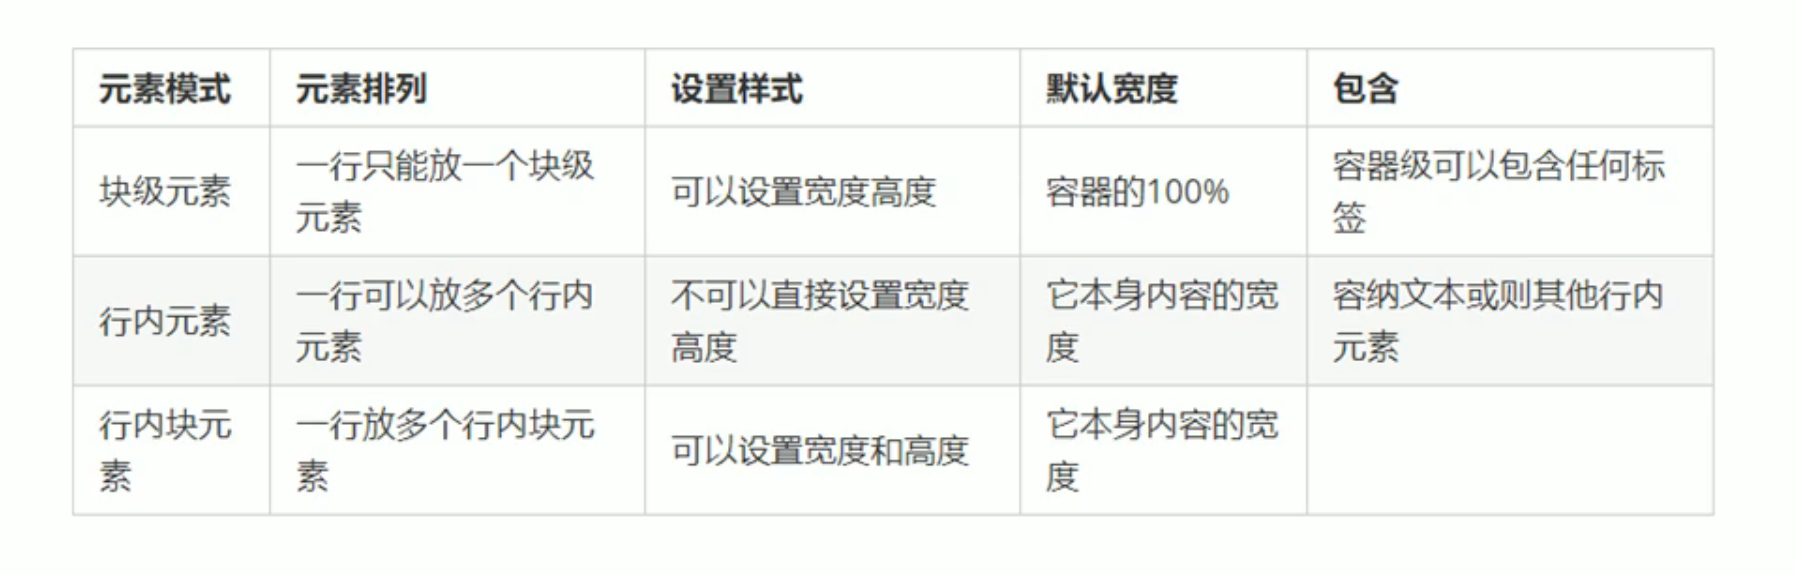 元素模式 元素排列 设置样式 默认宽度 包含
块级元素 一行只能放一个块级元素 可以设置宽度高度 容器的100% 容器级可以包含任何标签
行内元素 一行可以放多个行内元素 不可以直接设置宽度高度 它本身内容的宽度 容纳文本或则其他行内元素
行内块元素 一行放多个行内块元素 可以设置宽度和高度 它本身内容的宽度